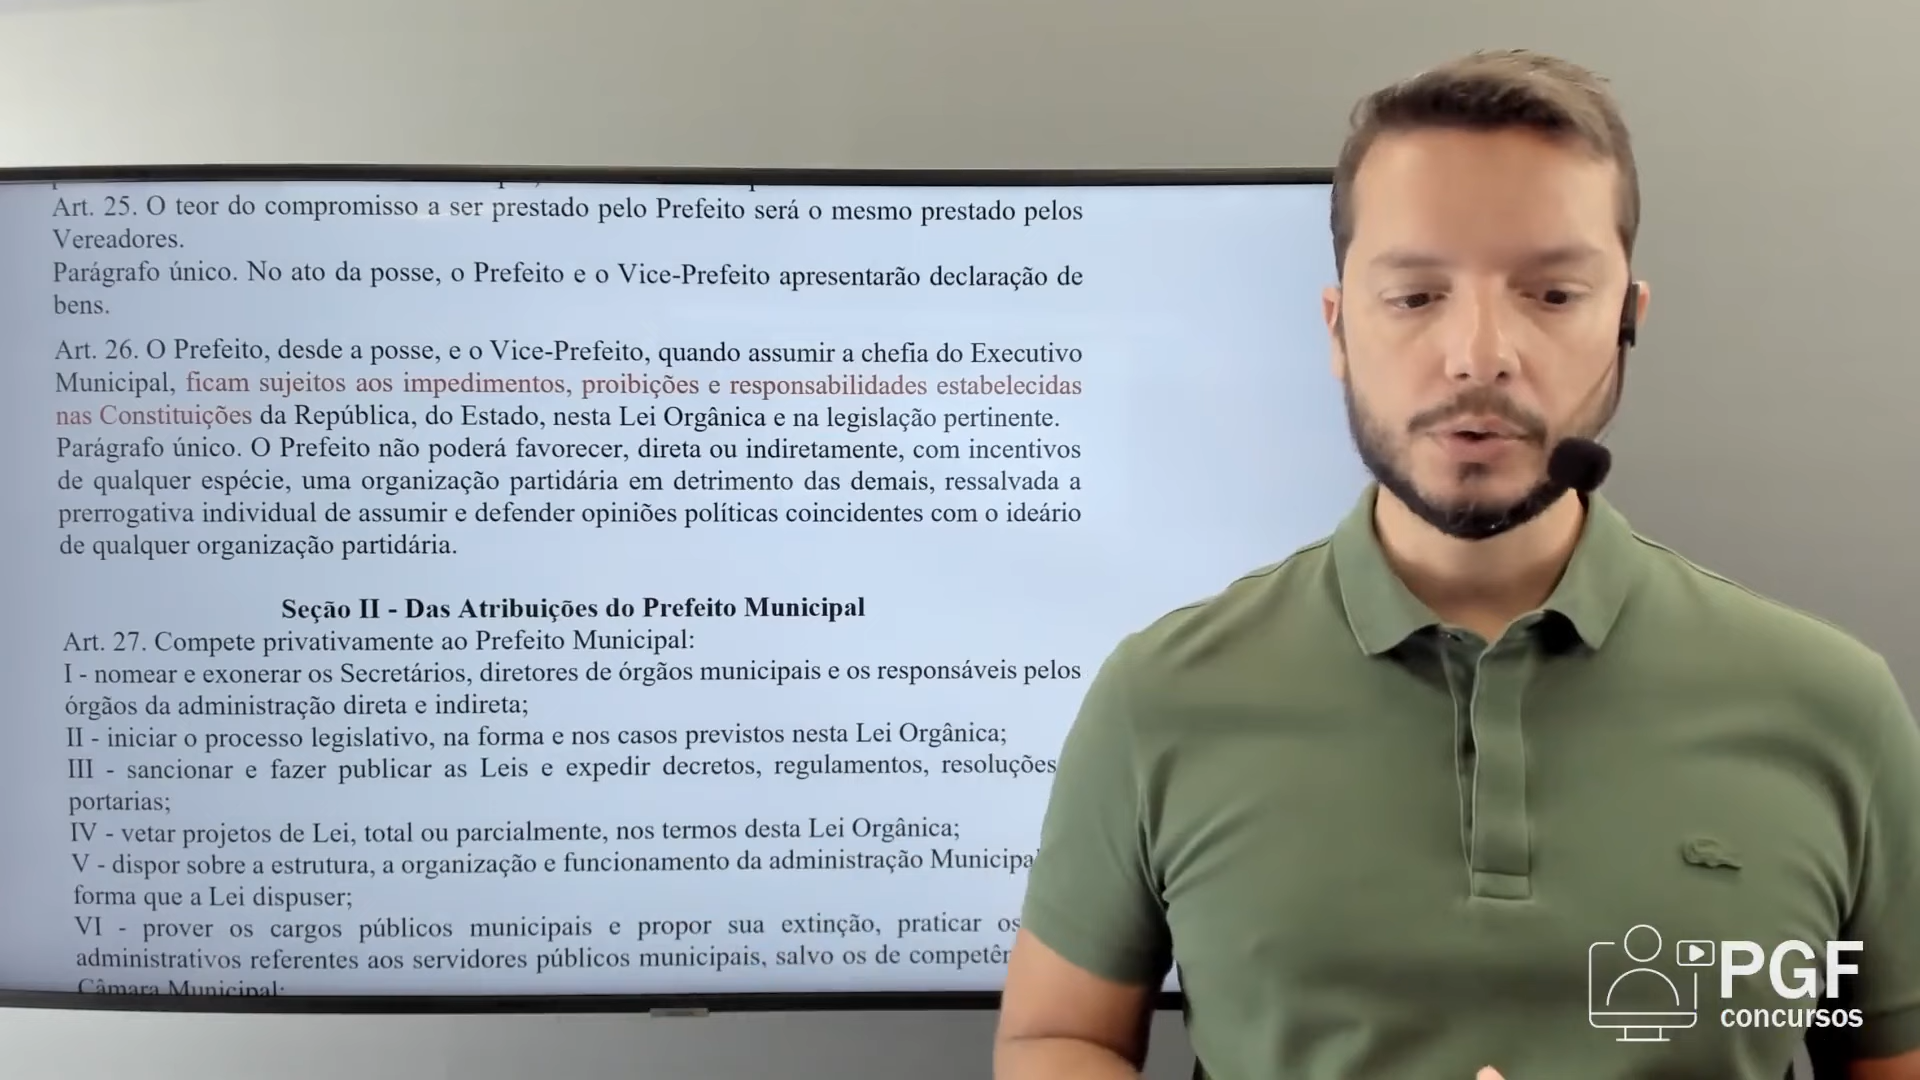 Art. 25. O teor do compromisso a ser prestado pelo Prefeito será o mesmo prestado pelos
Vereadores.
Parágrafo único. No ato da posse, o Prefeito e o Vice-Prefeito apresentarão declaração de
bens.
Art. 26. O Prefeito, desde a posse, e o Vice-Prefeito, quando assumir a chefia do Executivo
Municipal, ficam sujeitos aos impedimentos, proibições e responsabilidades estabelecidas
nas Constituições da República, do Estado, nesta Lei Orgânica e na legislação pertinente.
Parágrafo único. O Prefeito não poderá favorecer, direta ou indiretamente, com incentivos
de qualquer espécie, uma organização partidária em detrimento das demais, ressalvada a
prerrogativa individual de assumir e defender opiniões políticas coincidentes com o ideário
de qualquer organização partidária.
Seção II - Das Atribuições do Prefeito Municipal
Art. 27. Compete privativamente ao Prefeito Municipal:
I - nomear e exonerar os Secretários, diretores de órgãos municipais e os responsáveis pelos
órgãos da administração direta e indireta;
II - iniciar o processo legislativo, na forma e nos casos previstos nesta Lei Orgânica;
III - sancionar e fazer publicar as Leis e expedir decretos, regulamentos, resoluções
portarias;
IV - vetar projetos de Lei, total ou parcialmente, nos termos desta Lei Orgânica;
V - dispor sobre a estrutura, a organização e funcionamento da administração Municipal
forma que a Lei dispuser;
VI - prover os cargos públicos municipais e propor sua extinção, praticar os
administrativos referentes aos servidores públicos municipais, salvo os de
Câmara Municipal;
PGF
concursos